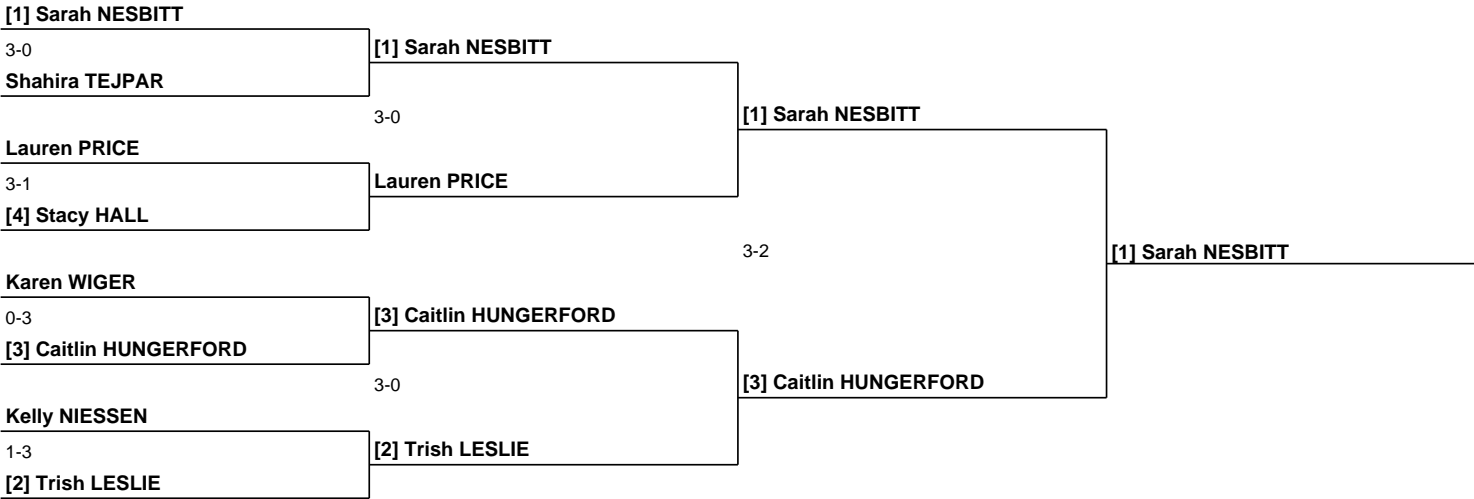 [1] Sarah NESBITT
3-0
[1] Sarah NESBITT
Shahira TEJPAR
3-0
[1] Sarah NESBITT
Lauren PRICE
3-1
Lauren PRICE
[4] Stacy HALL
3-2
[1] Sarah NESBITT
Karen WIGER
0-3
[3] Caitlin HUNGERFORD
[3] Caitlin HUNGERFORD
3-0
[3] Caitlin HUNGERFORD
Kelly NIESSEN
1-3
[2] Trish LESLIE
[2] Trish LESLIE